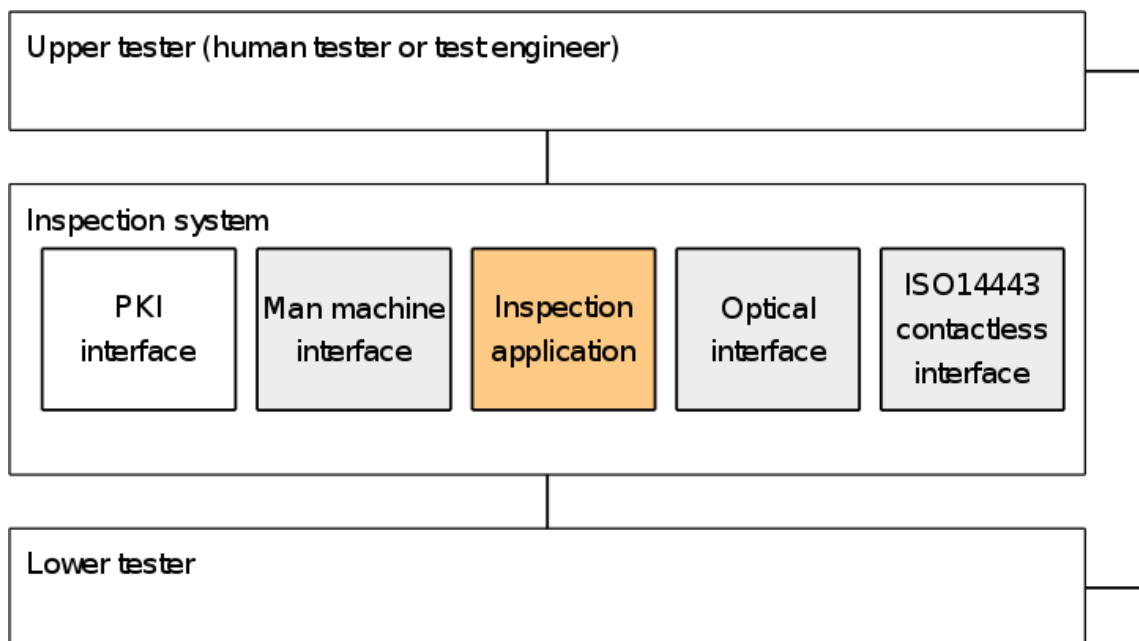 Upper tester (human tester or test engineer)
Inspection system
PKI
interface
Man machine
interface
Inspection
application
Optical
interface
ISO14443
contactless
interface
Lower tester